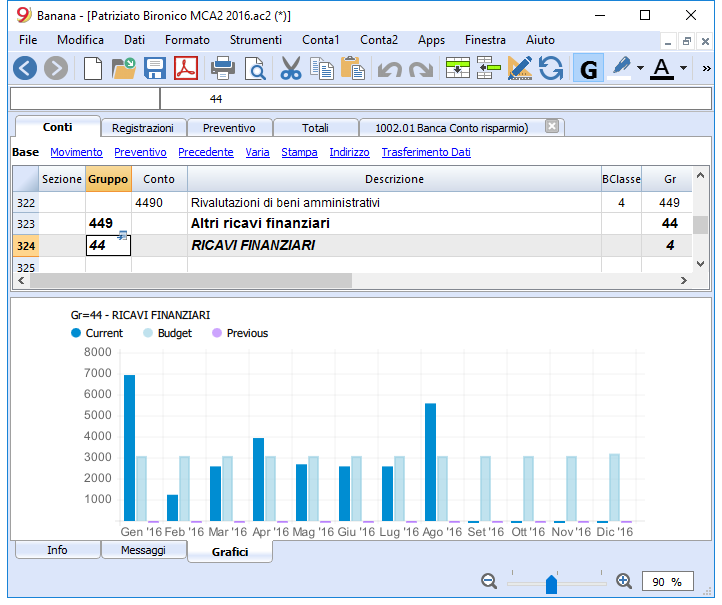 Banana - [Patriziato Bironico MCA2 2016.ac2 (*)]
File Modifica Dati Formato Strumenti Conta1 Conta2 Apps Finestra Aiuto
G A »
44
Conti Registrazioni Preventivo Totali 1002.01 Banca Conto risparmio)
Base Movimento Preventivo Precedente Varia Stampa Indirizzo Trasferimento Dati
Sezione Gruppo Conto Descrizione BClasse Gr
322 4490 Rivalutazioni di beni amministrativi 4 449
323 449 Altri ricavi finanziari 44
324 44 RICAVI FINANZIARI 4
325
Gr=44 - RICAVI FINANZIARI
Current Budget Previous
8000
7000
6000
5000
4000
3000
2000
1000
Gen '16 Feb '16 Mar '16 Apr '16 Mag '16 Giu '16 Lug '16 Ago '16 Set '16 Ott '16 Nov '16 Dic '16
Info Messaggi Grafici
90 %